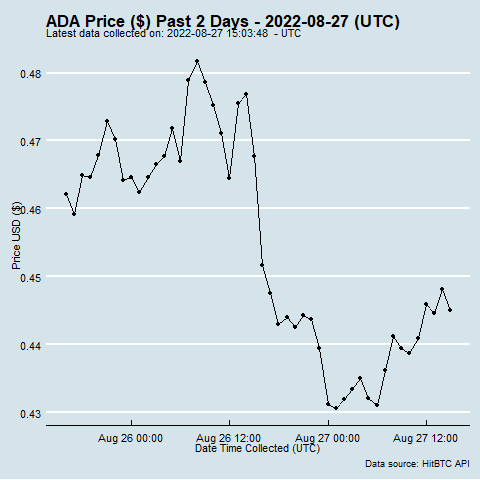 ADA Price ($) Past 2 Days - 2022-08-27 (UTC)
Latest data collected on: 2022-08-27 15:03:48 - UTC
Price USD ($)
0.48
0.47
0.46
0.45
0.44
0.43
Aug 26 00:00 Aug 26 12:00 Aug 27 00:00 Aug 27 12:00
Date Time Collected (UTC)
Data source: HitBTC API